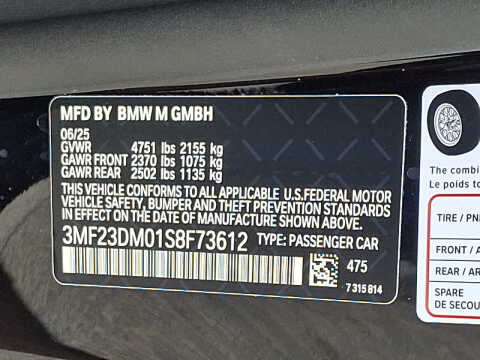 MFD BY BMW M GMBH
06/25
GVWR 4751 lbs 2155 kg
GAWR FRONT 2370 lbs 1075 kg
GAWR REAR 2502 lbs 1135 kg
THIS VEHICLE CONFORMS TO ALL APPLICABLE U.S.FEDERAL MOTOR
VEHICLE SAFETY, BUMPER, AND THEFT PREVENTION STANDARDS
IN EFFECT ON THE DATE OF MANUFACTURE SHOWN ABOVE.
3MF23DM01S8F73612 TYPE: PASSENGER CAR
475
7 315 814
The combin
Le poids to
TIRE / PN
FRONT / A
REAR / AR
SPARE
DE SECOU